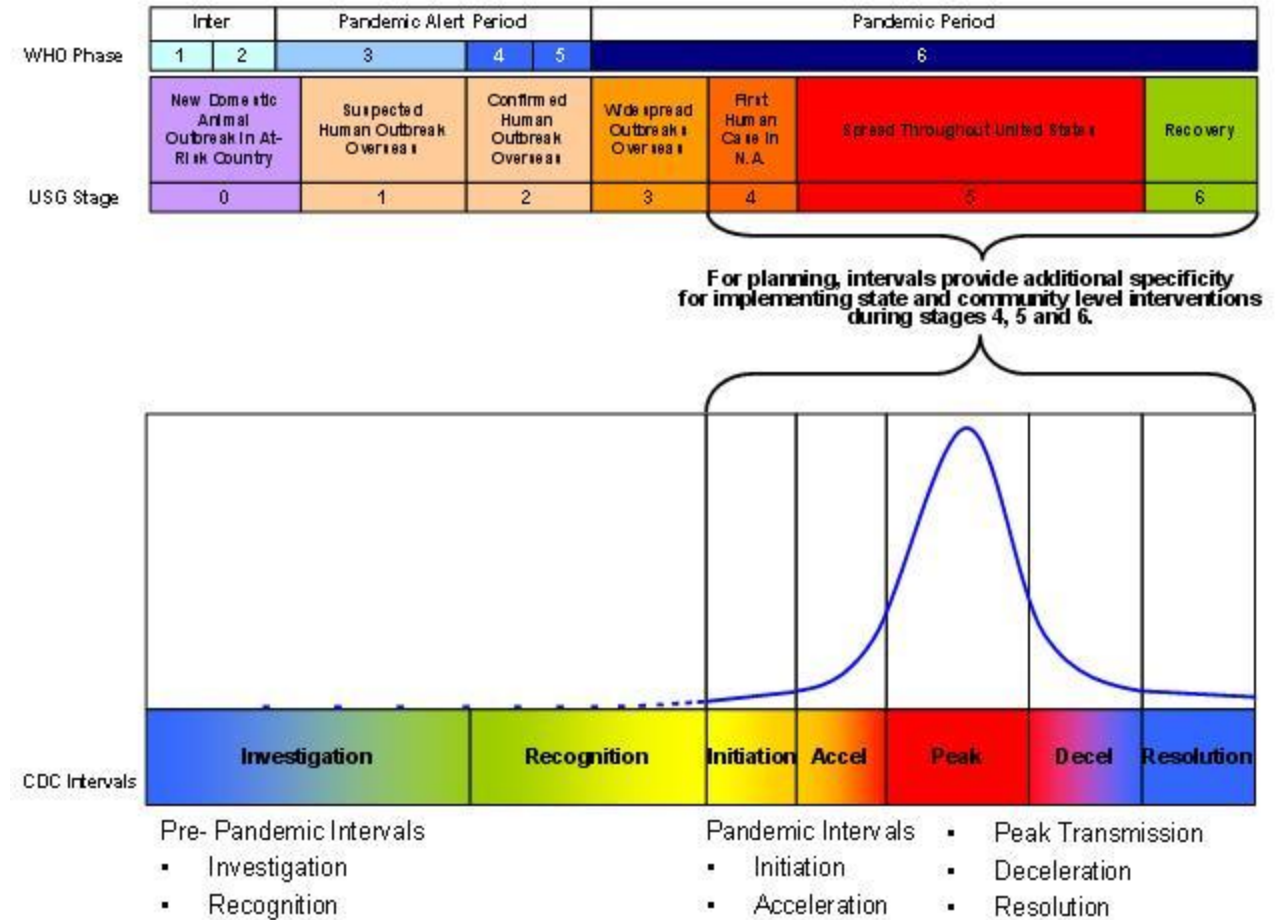 Inter Pandemic Alert Period Pandemic Period
WHO Phase 1 2 3 4 5 6
New Domestic
Animal
Outbreak in At-
Risk Country
Suspected
Human Outbreak
Overseas
Confirmed
Human
Outbreak
Overseas
Widespread
Outbreaks
Overseas
First
Human
Case in
N.A.
Spread Throughout United States
Recovery
USG Stage 0 1 2 3 4 5 6
For planning, intervals provide additional specificity
for implementing state and community level interventions
during stages 4, 5 and 6.
CDC Intervals Investigation Recognition Initiation Accel Peak Decel Resolution
Pre- Pandemic Intervals
▪ Investigation
▪ Recognition
Pandemic Intervals
▪ Initiation
▪ Acceleration
▪ Peak Transmission
▪ Deceleration
▪ Resolution